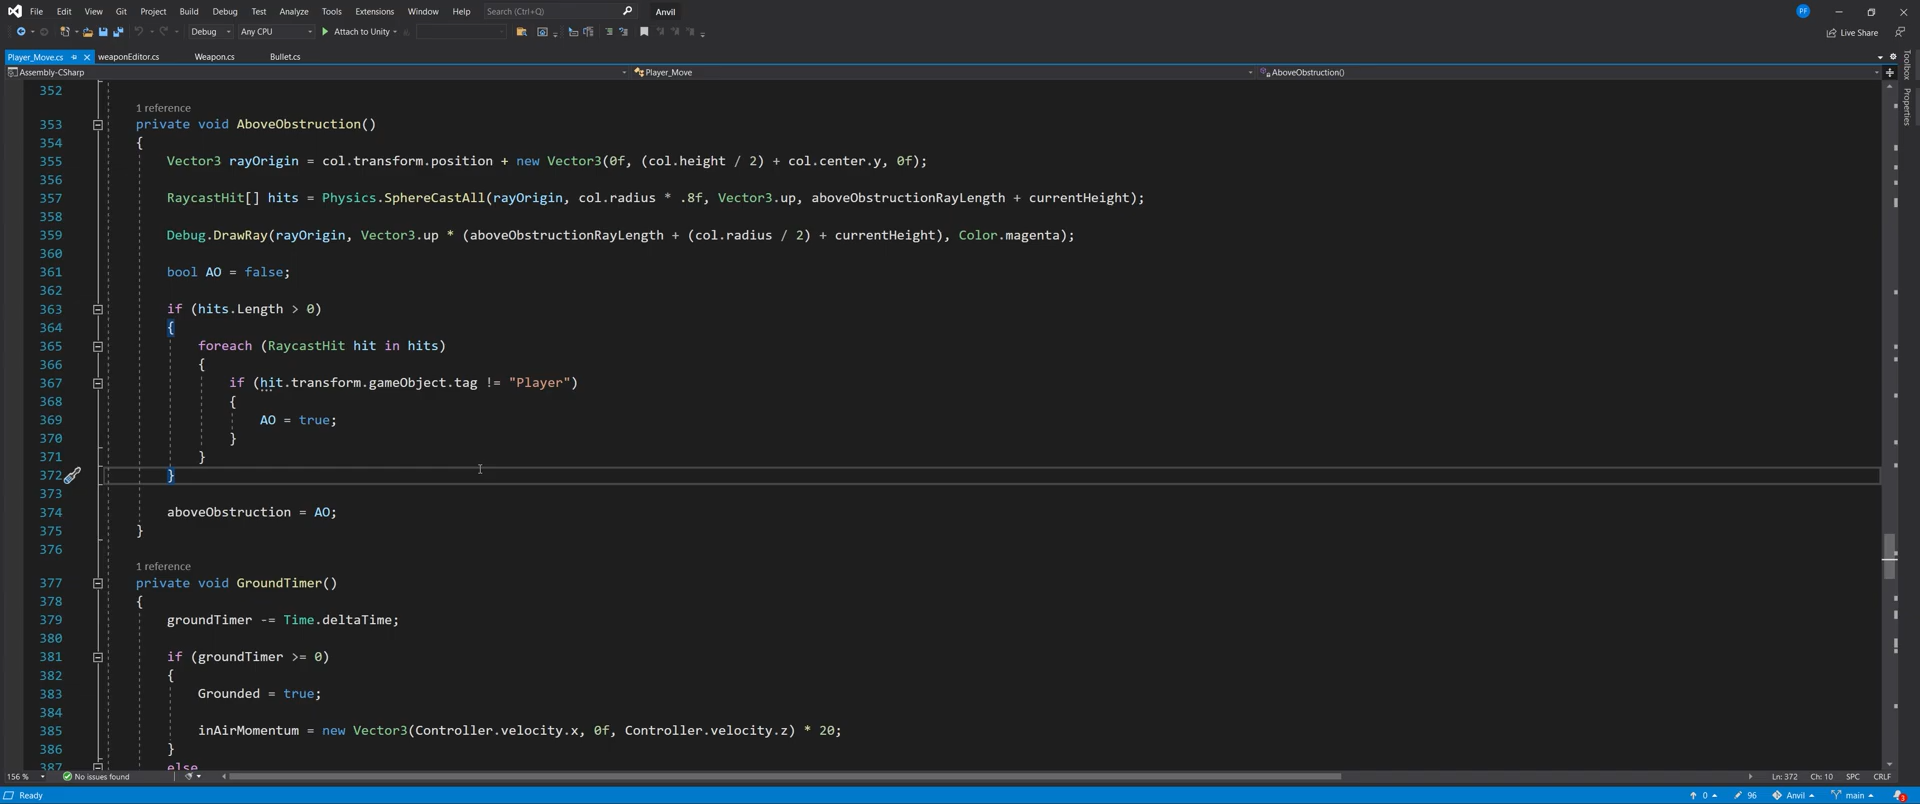 File Edit View Git Project Build Debug Test Analyze Tools Extensions Window Help Search (Ctrl+Q) Anvil PF
Debug Any CPU Attach to Unity Live Share
Player_Move.cs weaponEditor.cs Weapon.cs Bullet.cs
Assembly-CSharp Player_Move AboveObstruction()
Toolbox
Properties
352
1 reference
353 private void AboveObstruction()
354 {
355 Vector3 rayOrigin = col.transform.position + new Vector3(0f, (col.height / 2) + col.center.y, 0f);
356
357 RaycastHit[] hits = Physics.SphereCastAll(rayOrigin, col.radius * .8f, Vector3.up, aboveObstructionRayLength + currentHeight);
358
359 Debug.DrawRay(rayOrigin, Vector3.up * (aboveObstructionRayLength + (col.radius / 2) + currentHeight), Color.magenta);
360
361 bool AO = false;
362
363 if (hits.Length > 0)
364 {
365 foreach (RaycastHit hit in hits)
366 {
367 if (hit.transform.gameObject.tag != "Player")
368 {
369 AO = true;
370 }
371 }
372 }
373
374 aboveObstruction = AO;
375 }
376
1 reference
377 private void GroundTimer()
378 {
379 groundTimer -= Time.deltaTime;
380
381 if (groundTimer >= 0)
382 {
383 Grounded = true;
384
385 inAirMomentum = new Vector3(Controller.velocity.x, 0f, Controller.velocity.z) * 20;
386 }
387 else
156 % No issues found Ln: 372 Ch: 10 SPC CRLF
Ready 0 96 Anvil main